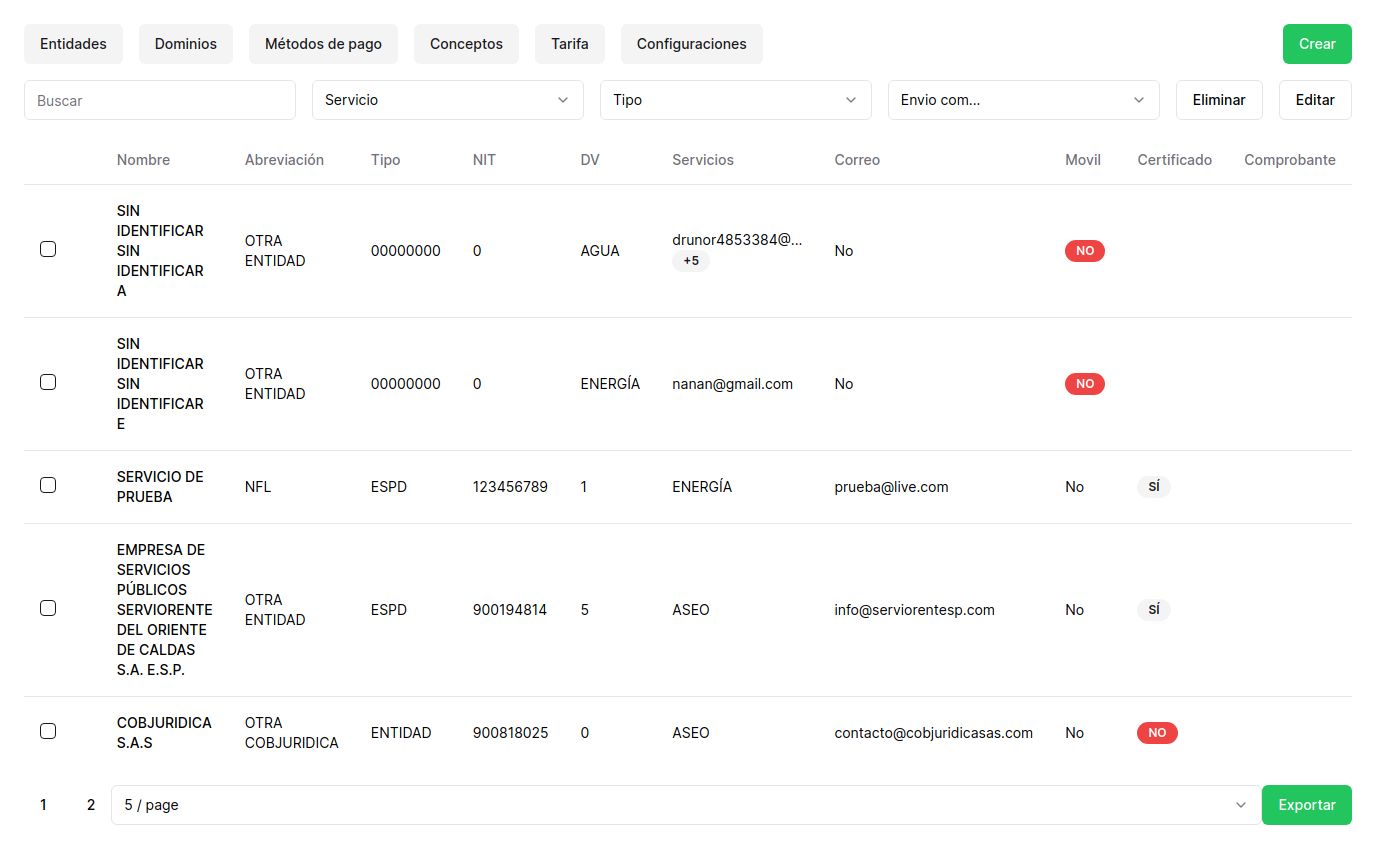 Entidades Dominios Métodos de pago Conceptos Tarifa Configuraciones Crear
Buscar Servicio Tipo Envio com... Eliminar Editar
Nombre Abreviación Tipo NIT DV Servicios Correo Movil Certificado Comprobante
SIN
IDENTIFICAR
SIN
IDENTIFICAR
A
OTRA
ENTIDAD
00000000 0 AGUA
drunor4853384@...
+5
No NO
SIN
IDENTIFICAR
SIN
IDENTIFICAR
E
OTRA
ENTIDAD
00000000 0 ENERGÍA nanan@gmail.com No NO
SERVICIO DE
PRUEBA
NFL ESPD 123456789 1 ENERGÍA prueba@live.com No SÍ
EMPRESA DE
SERVICIOS
PÚBLICOS
SERVIORENTE
DEL ORIENTE
DE CALDAS
S.A. E.S.P.
OTRA
ENTIDAD
ESPD 900194814 5 ASEO info@serviorentesp.com No SÍ
COBJURIDICA
S.A.S
OTRA
COBJURIDICA
ENTIDAD 900818025 0 ASEO contacto@cobjuridicasas.com No NO
1 2 5 / page Exportar